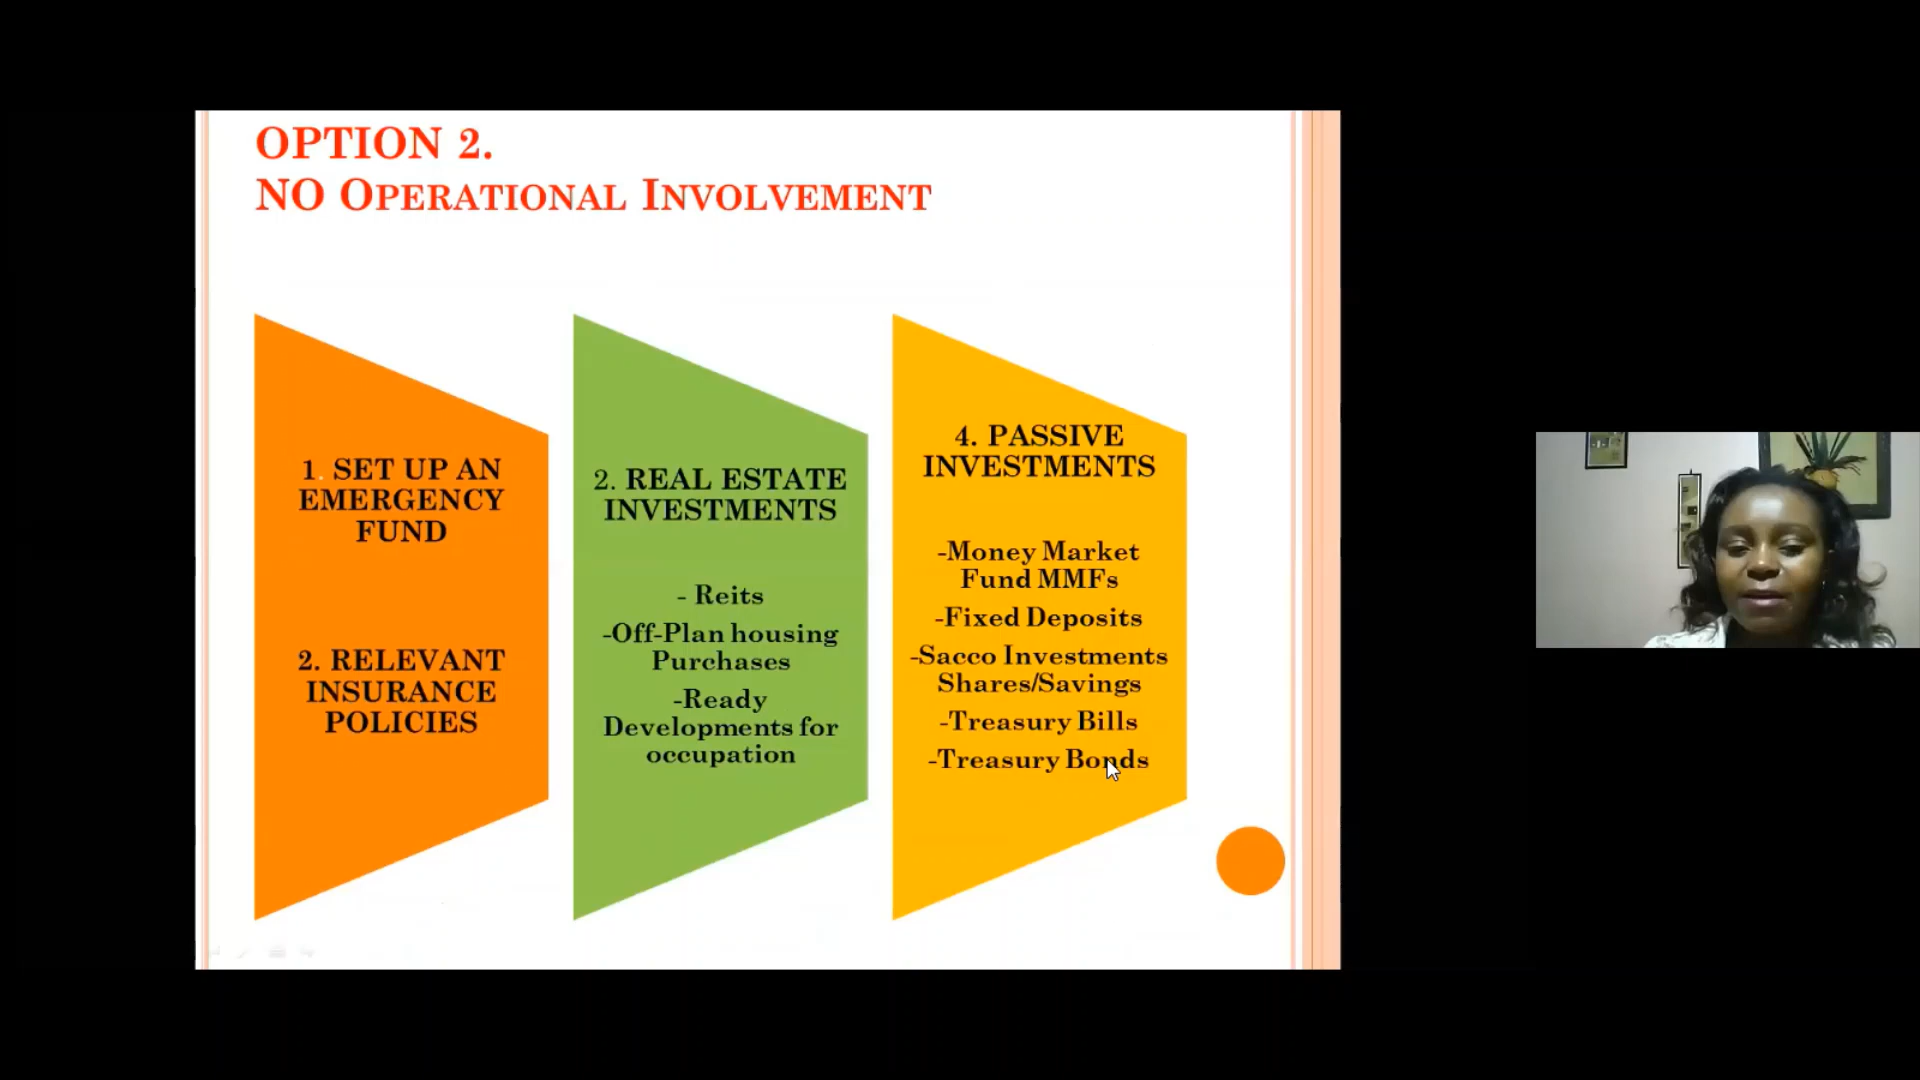 OPTION 2.
NO OPERATIONAL INVOLVEMENT
1. SET UP AN
EMERGENCY
FUND
2. RELEVANT
INSURANCE
POLICIES
2. REAL ESTATE
INVESTMENTS
- Reits
-Off-Plan housing
Purchases
-Ready
Developments for
occupation
4. PASSIVE
INVESTMENTS
-Money Market
Fund MMFs
-Fixed Deposits
-Sacco Investments
Shares/Savings
-Treasury Bills
-Treasury Bonds